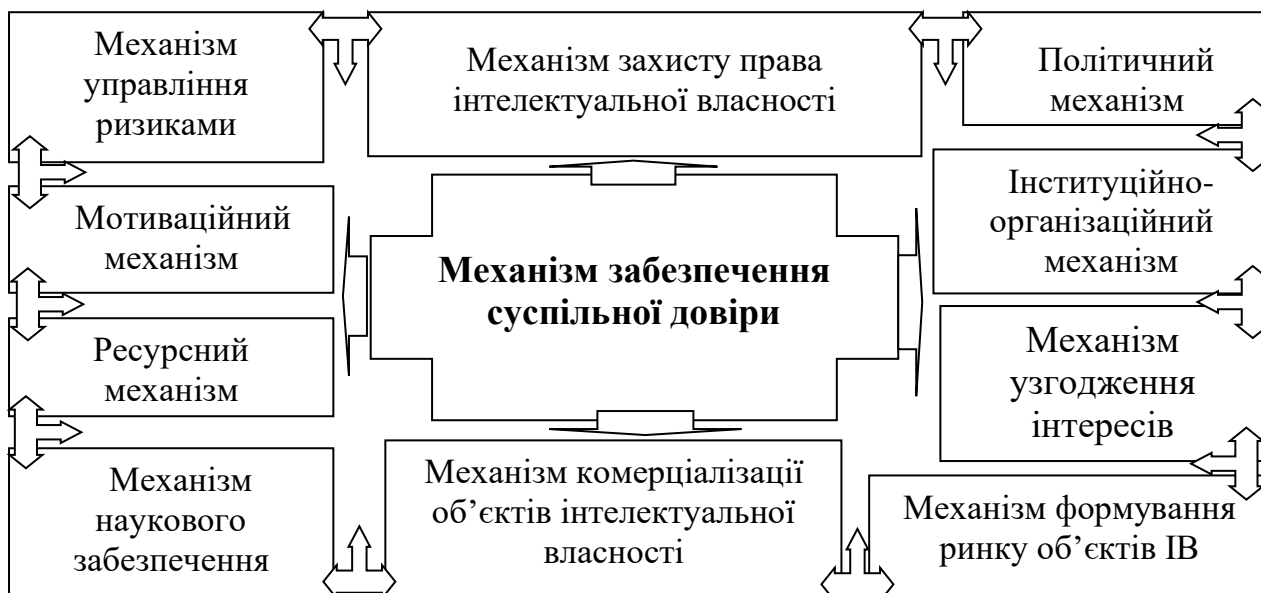 Механізм
управління
ризиками
Механізм захисту права
інтелектуальної власності
Політичний
механізм
Мотиваційний
механізм
Механізм забезпечення
суспільної довіри
Інституційно-
організаційний
механізм
Ресурсний
механізм
Механізм
узгодження
інтересів
Механізм
наукового
забезпечення
Механізм комерціалізації
об’єктів інтелектуальної
власності
Механізм формування
ринку об’єктів ІВ